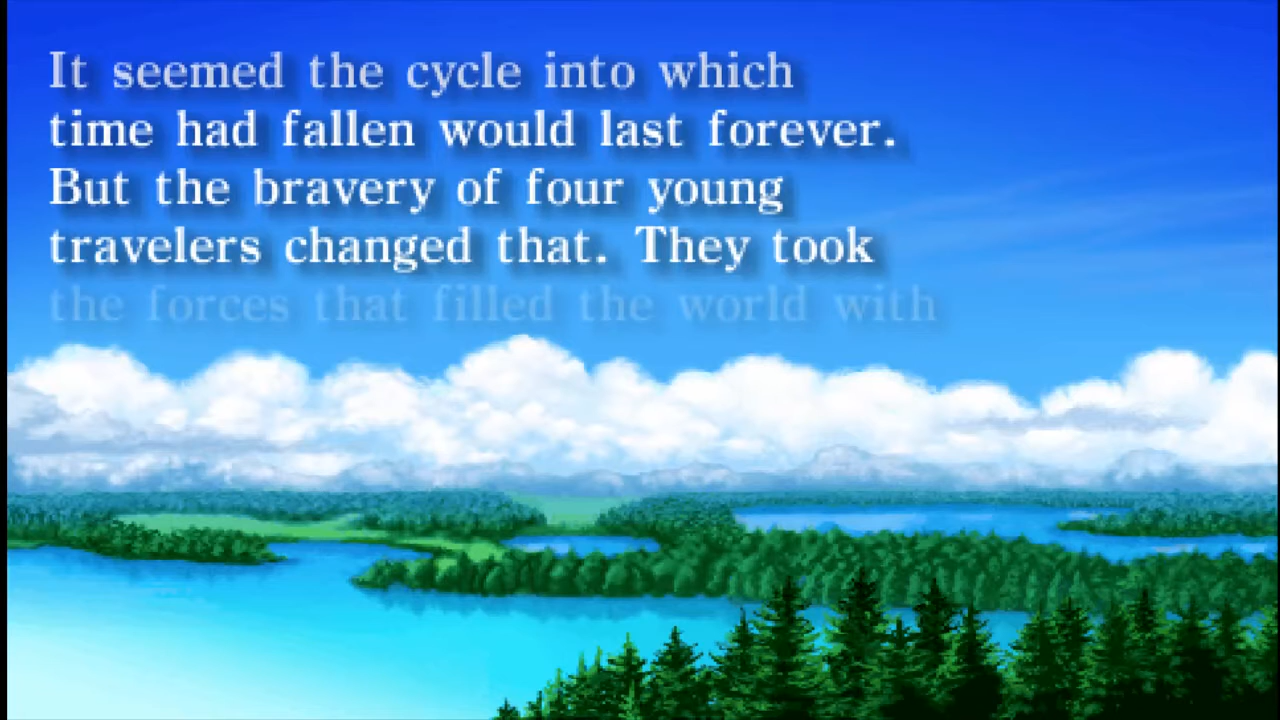 It seemed the cycle into which
time had fallen would last forever.
But the bravery of four young
travelers changed that. They took
the forces that filled the world with